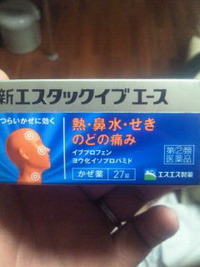 新エスタックイブエース
つらいかぜに効く
熱・鼻水・せき
のどの痛み
イブプロフェン
ヨウ化イソプロパミド
指定第②類
医薬品
かぜ薬 27錠
エスエス製薬